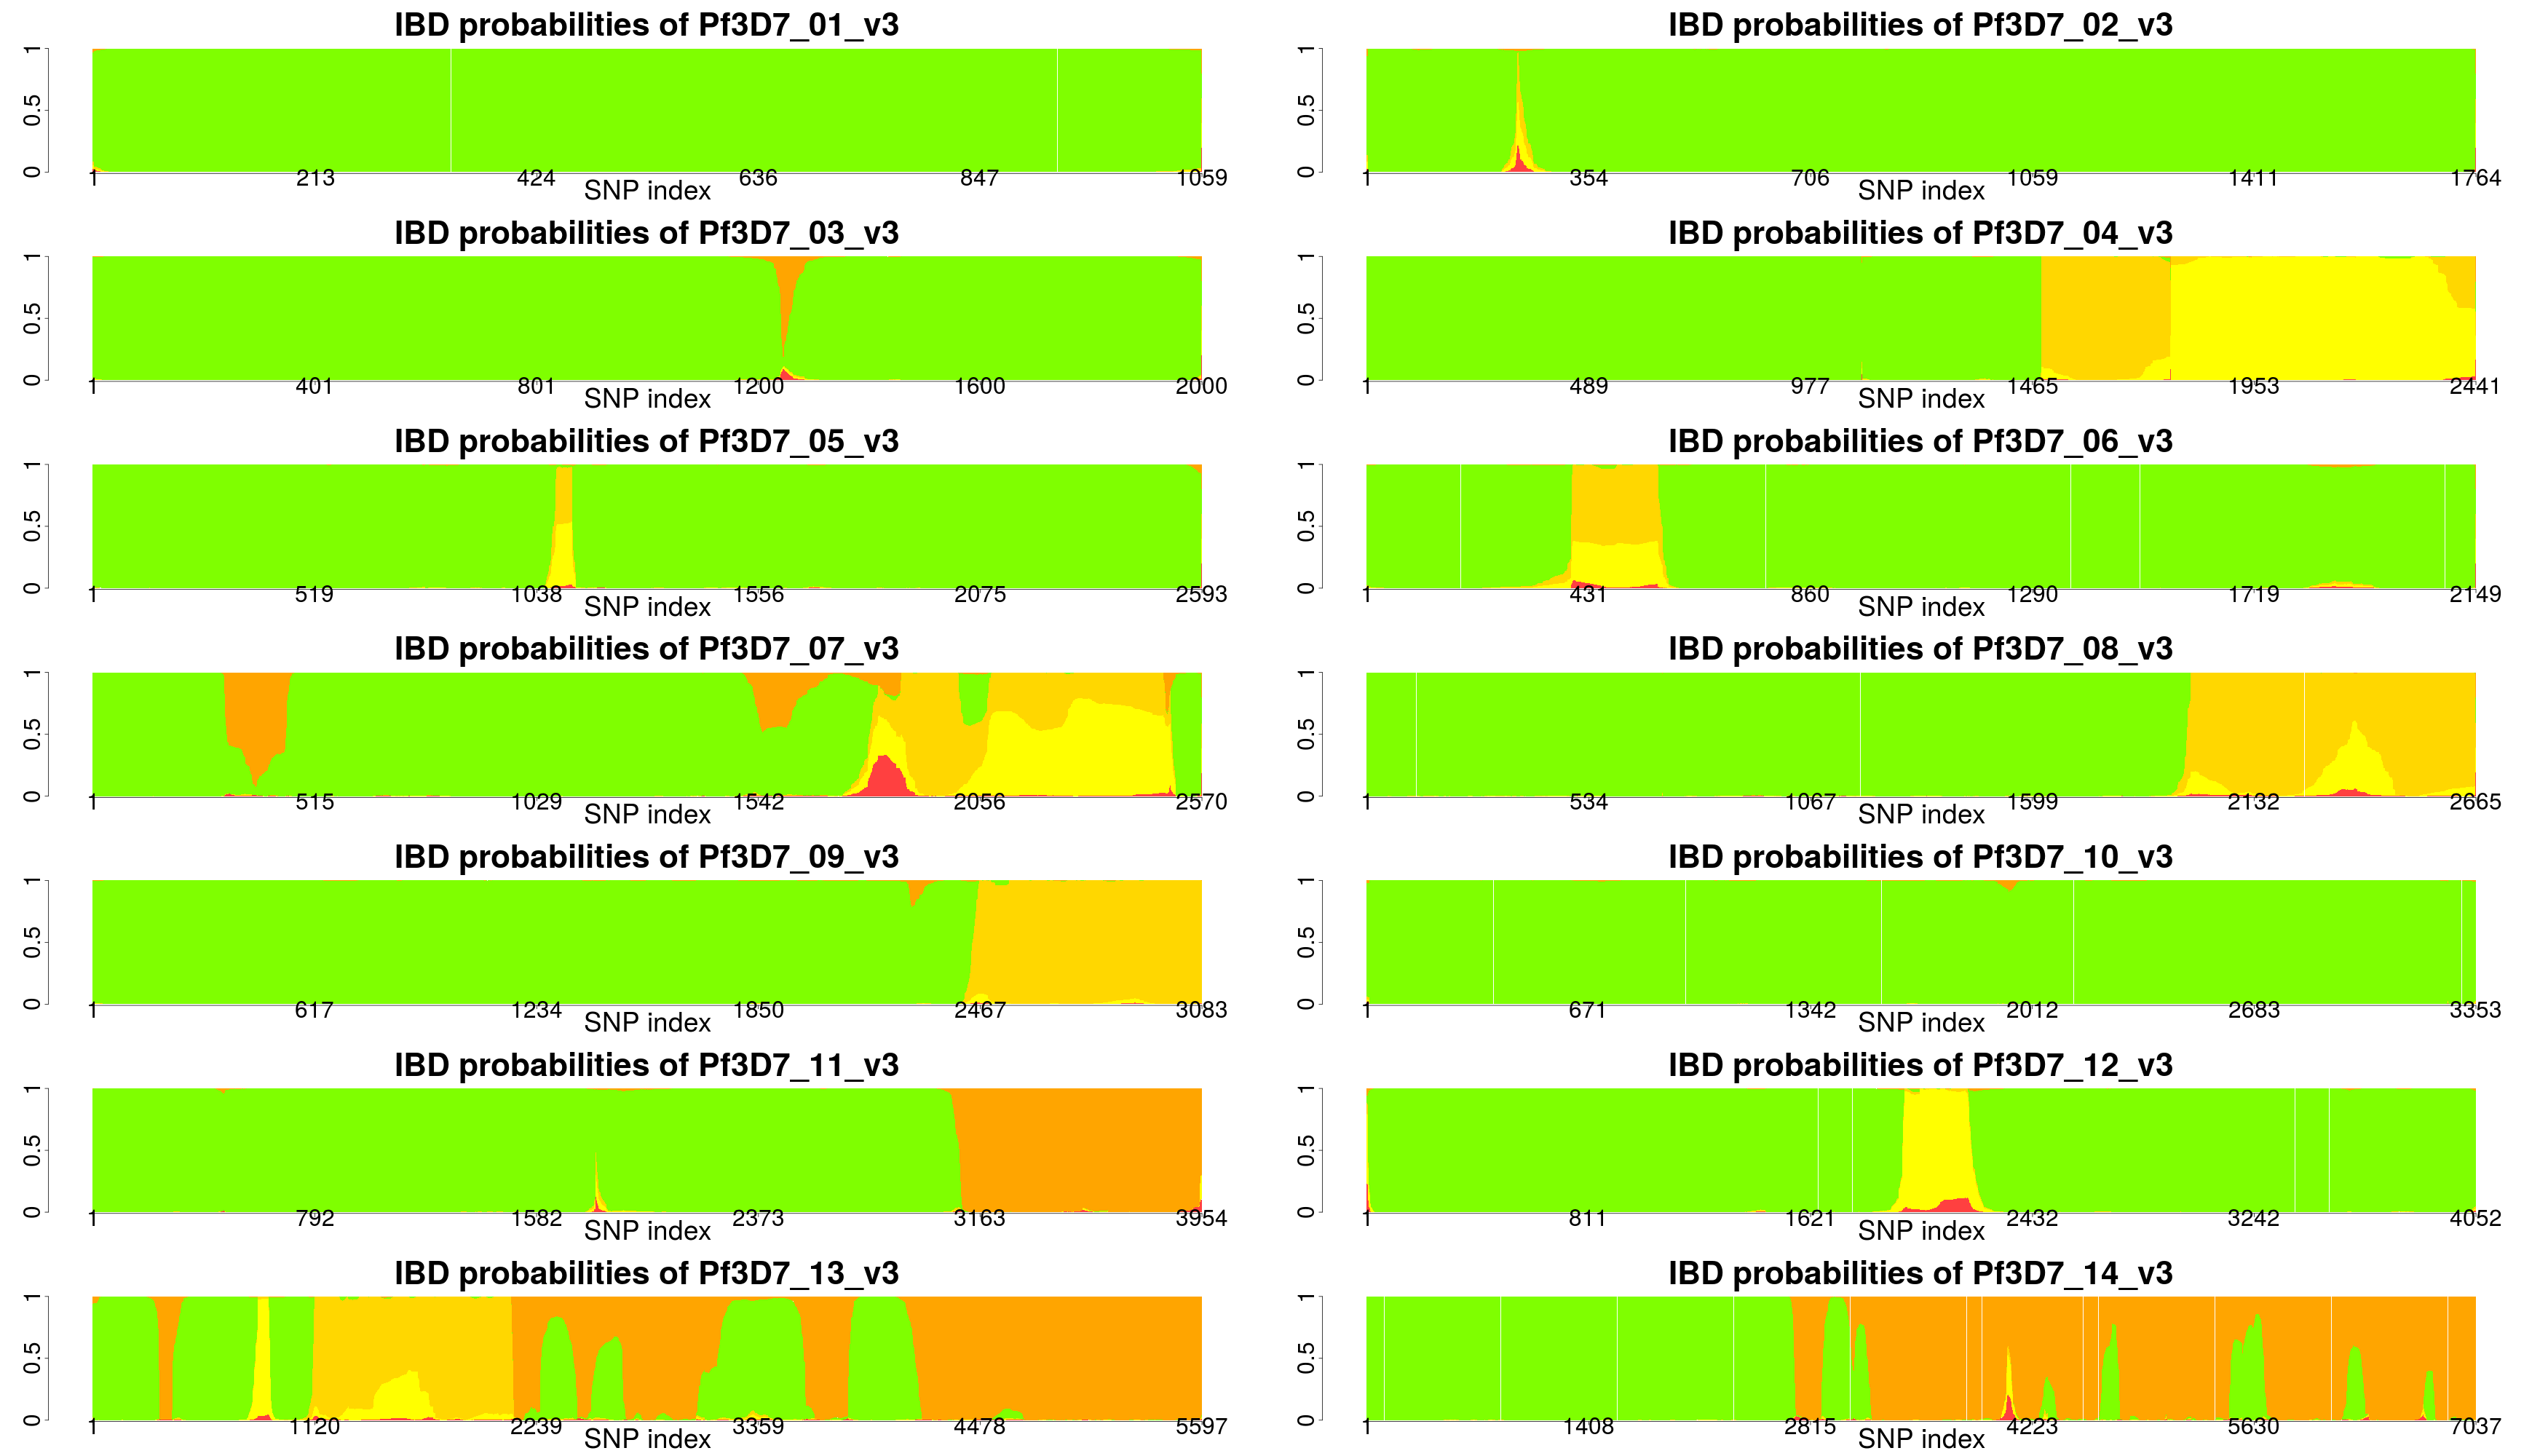 IBD probabilities of Pf3D7_01_v3
0 0.5 1
1 213 424 636 847 1059
SNP index
IBD probabilities of Pf3D7_02_v3
0 0.5 1
1 354 706 1059 1411 1764
SNP index
IBD probabilities of Pf3D7_03_v3
0 0.5 1
1 401 801 1200 1600 2000
SNP index
IBD probabilities of Pf3D7_04_v3
0 0.5 1
1 489 977 1465 1953 2441
SNP index
IBD probabilities of Pf3D7_05_v3
0 0.5 1
1 519 1038 1556 2075 2593
SNP index
IBD probabilities of Pf3D7_06_v3
0 0.5 1
1 431 860 1290 1719 2149
SNP index
IBD probabilities of Pf3D7_07_v3
0 0.5 1
1 515 1029 1542 2056 2570
SNP index
IBD probabilities of Pf3D7_08_v3
0 0.5 1
1 534 1067 1599 2132 2665
SNP index
IBD probabilities of Pf3D7_09_v3
0 0.5 1
1 617 1234 1850 2467 3083
SNP index
IBD probabilities of Pf3D7_10_v3
0 0.5 1
1 671 1342 2012 2683 3353
SNP index
IBD probabilities of Pf3D7_11_v3
0 0.5 1
1 792 1582 2373 3163 3954
SNP index
IBD probabilities of Pf3D7_12_v3
0 0.5 1
1 811 1621 2432 3242 4052
SNP index
IBD probabilities of Pf3D7_13_v3
0 0.5 1
1 1120 2239 3359 4478 5597
SNP index
IBD probabilities of Pf3D7_14_v3
0 0.5 1
1 1408 2815 4223 5630 7037
SNP index